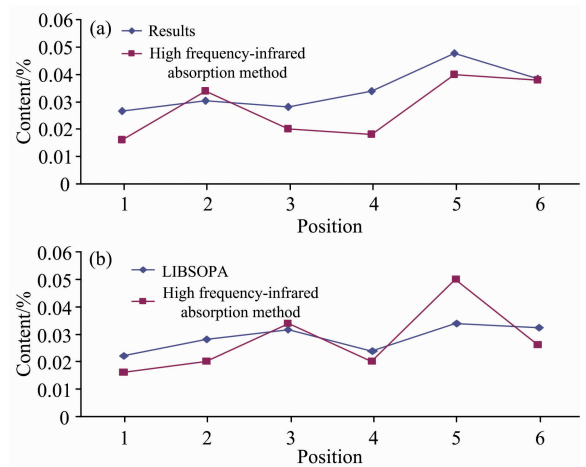 (a)
Results
High frequency-infrared
absorption method
Content/%
0.06
0.05
0.04
0.03
0.02
0.01
0
1 2 3 4 5 6
Position
(b)
LIBSOPA
High frequency-infrared
absorption method
Content/%
0.06
0.05
0.04
0.03
0.02
0.01
0
1 2 3 4 5 6
Position